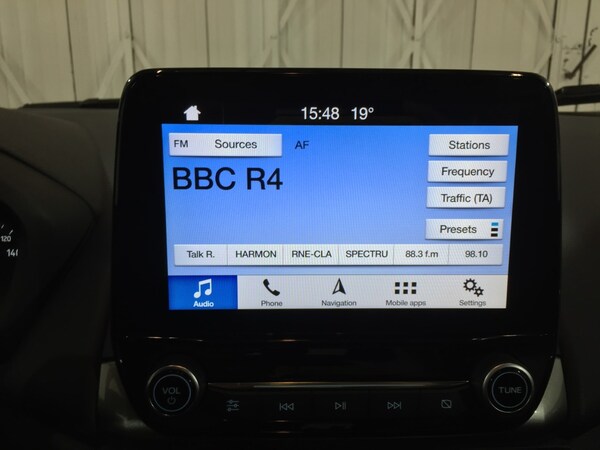 15:48 19°
FM Sources AF Stations
BBC R4
Frequency
Traffic (TA)
Presets
Talk R. HARMON RNE-CLA SPECTRU 88.3 f.m 98.10
Audio Phone Navigation Mobile apps Settings
120
VOL TUNE